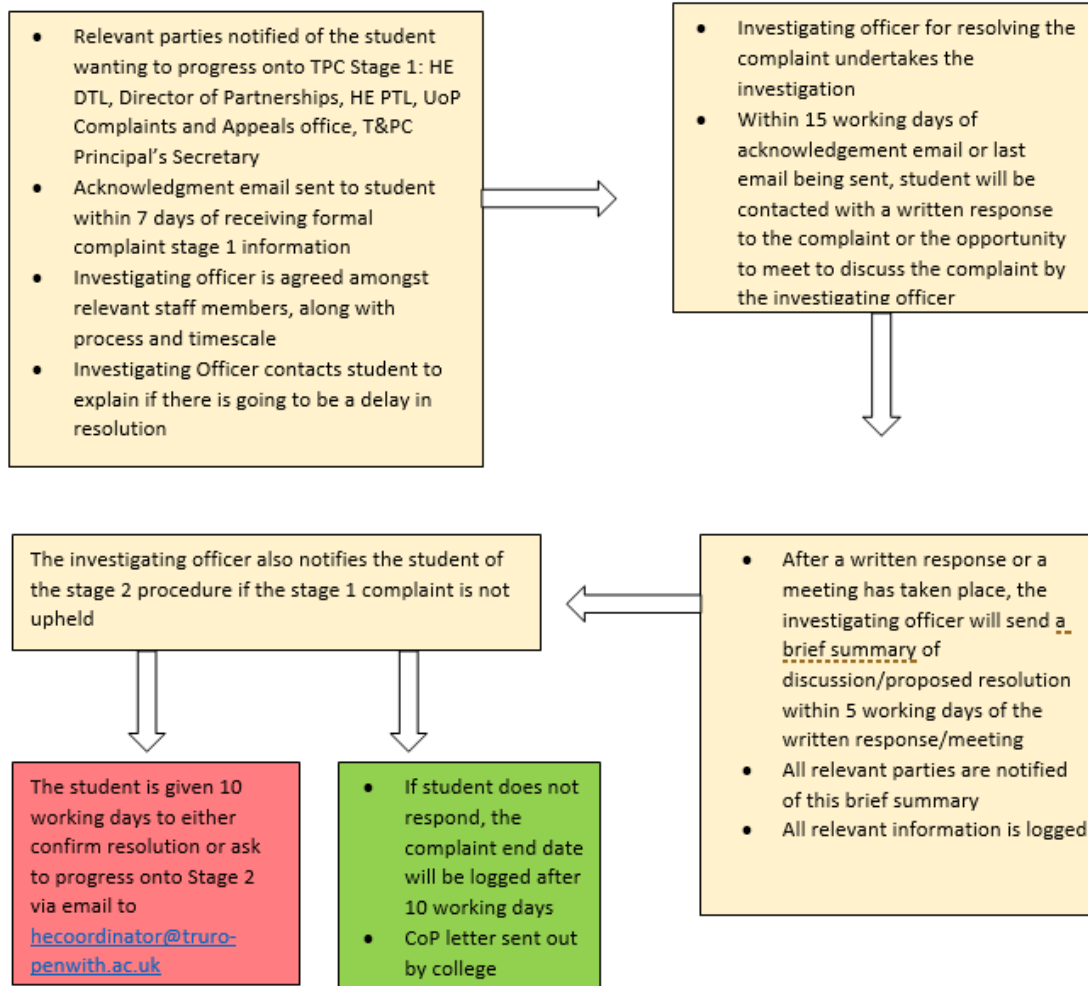 • Relevant parties notified of the student
wanting to progress onto TPC Stage 1: HE
DTL, Director of Partnerships, HE PTL, UoP
Complaints and Appeals office, T&PC
Principal's Secretary
• Acknowledgment email sent to student
within 7 days of receiving formal
complaint stage 1 information
• Investigating officer is agreed amongst
relevant staff members, along with
process and timescale
• Investigating Officer contacts student to
explain if there is going to be a delay in
resolution
• Investigating officer for resolving the
complaint undertakes the
investigation
• Within 15 working days of
acknowledgement email or last
email being sent, student will be
contacted with a written response
to the complaint or the opportunity
to meet to discuss the complaint by
the investigating officer
• After a written response or a
meeting has taken place, the
investigating officer will send a
brief summary of
discussion/proposed resolution
within 5 working days of the
written response/meeting
• All relevant parties are notified
of this brief summary
• All relevant information is logged
The investigating officer also notifies the student of
the stage 2 procedure if the stage 1 complaint is not
upheld
The student is given 10
working days to either
confirm resolution or ask
to progress onto Stage 2
via email to
hecoordinator@truro-
penwith.ac.uk
• If student does not
respond, the
complaint end date
will be logged after
10 working days
• CoP letter sent out
by college